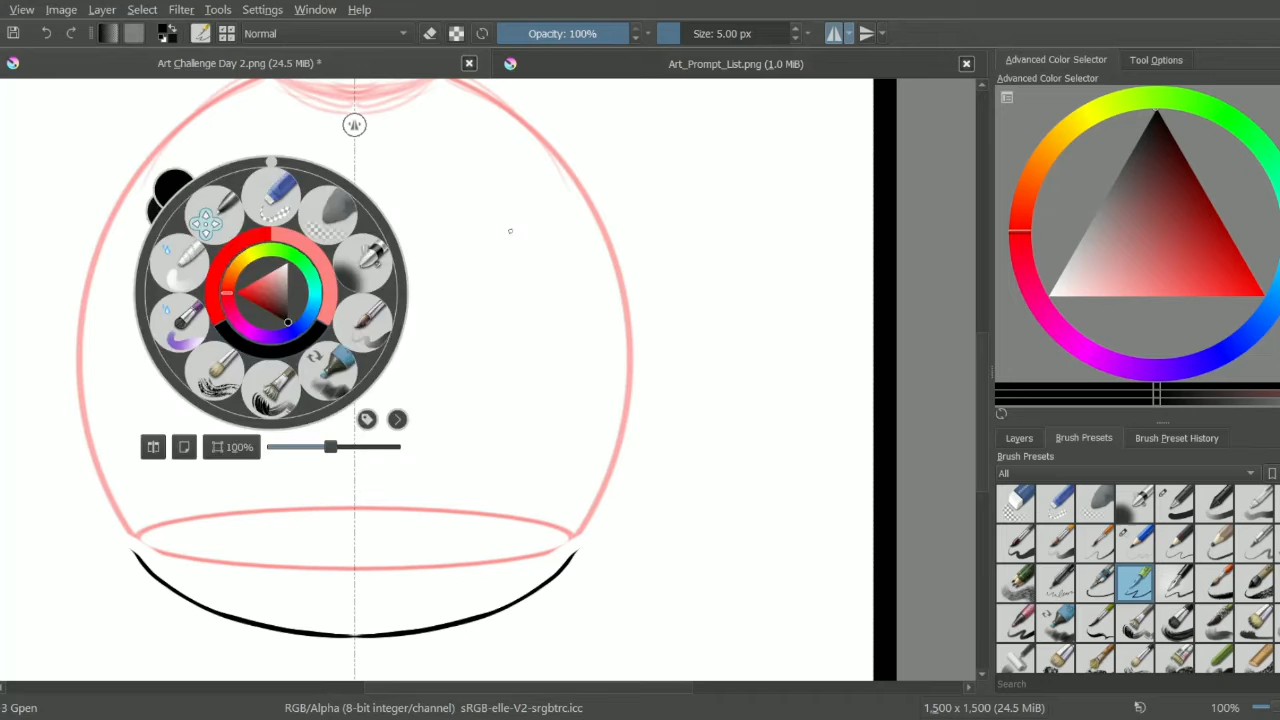 View Image Layer Select Filter Tools Settings Window Help
Normal Opacity: 100% Size: 5.00 px
Art Challenge Day 2.png (24.5 MiB) * Art_Prompt_List.png (1.0 MiB) Advanced Color Selector Tool Options
Advanced Color Selector
100%
Layers Brush Presets Brush Preset History
Brush Presets
All
Search
3 Gpen RGB/Alpha (8-bit integer/channel) sRGB-elle-V2-srgbtrc.icc 1,500 x 1,500 (24.5 MiB) 100%